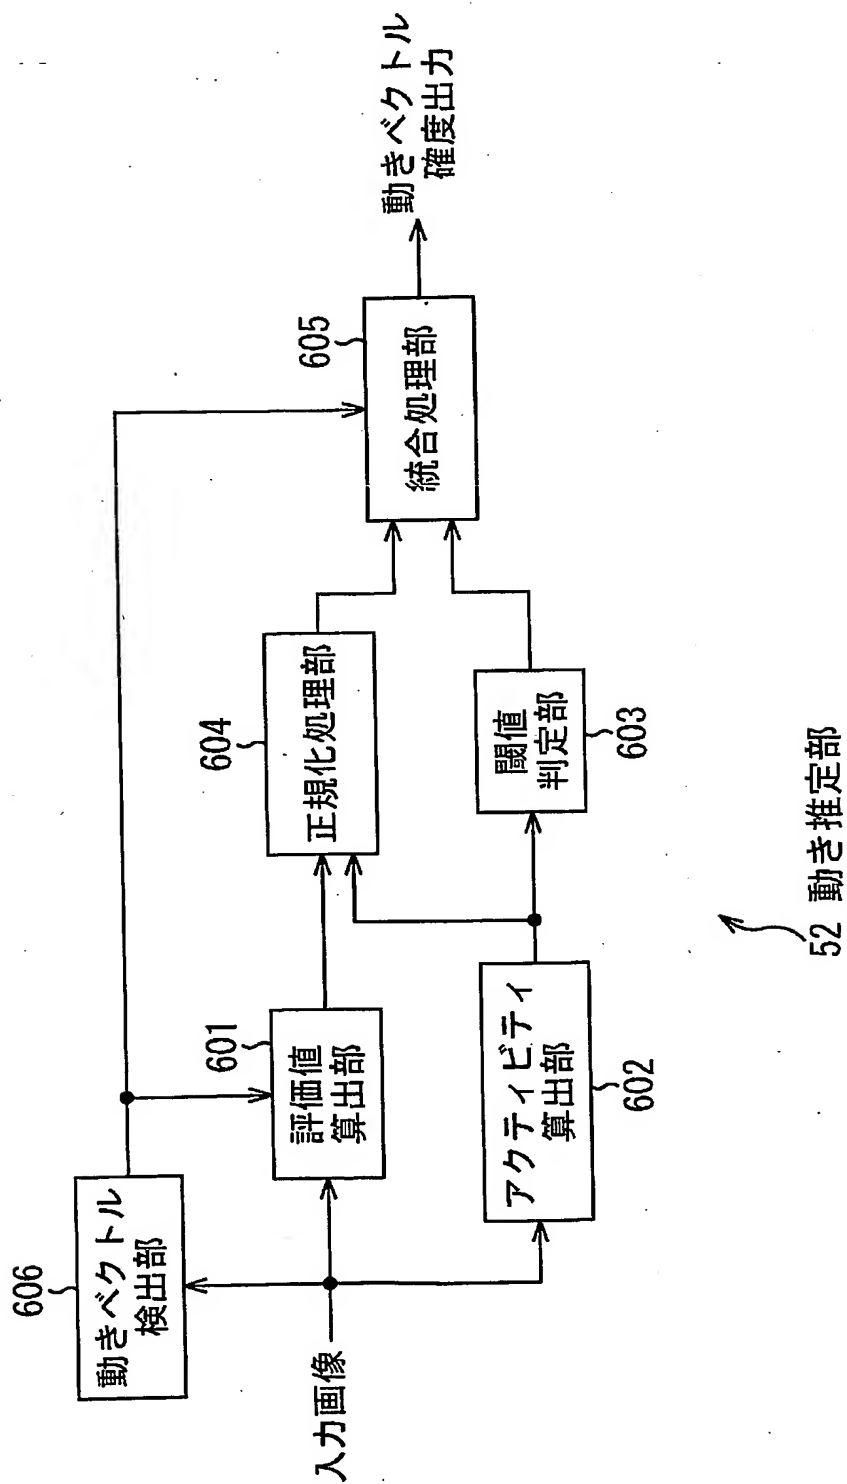 606
動きベクトル
検出部
入力画像
601
評価値
算出部
アクティビティ
算出部
602
604
正規化処理部
閾値
判定部
603
605
統合処理部
動きベクトル
確度出力
52 動き推定部